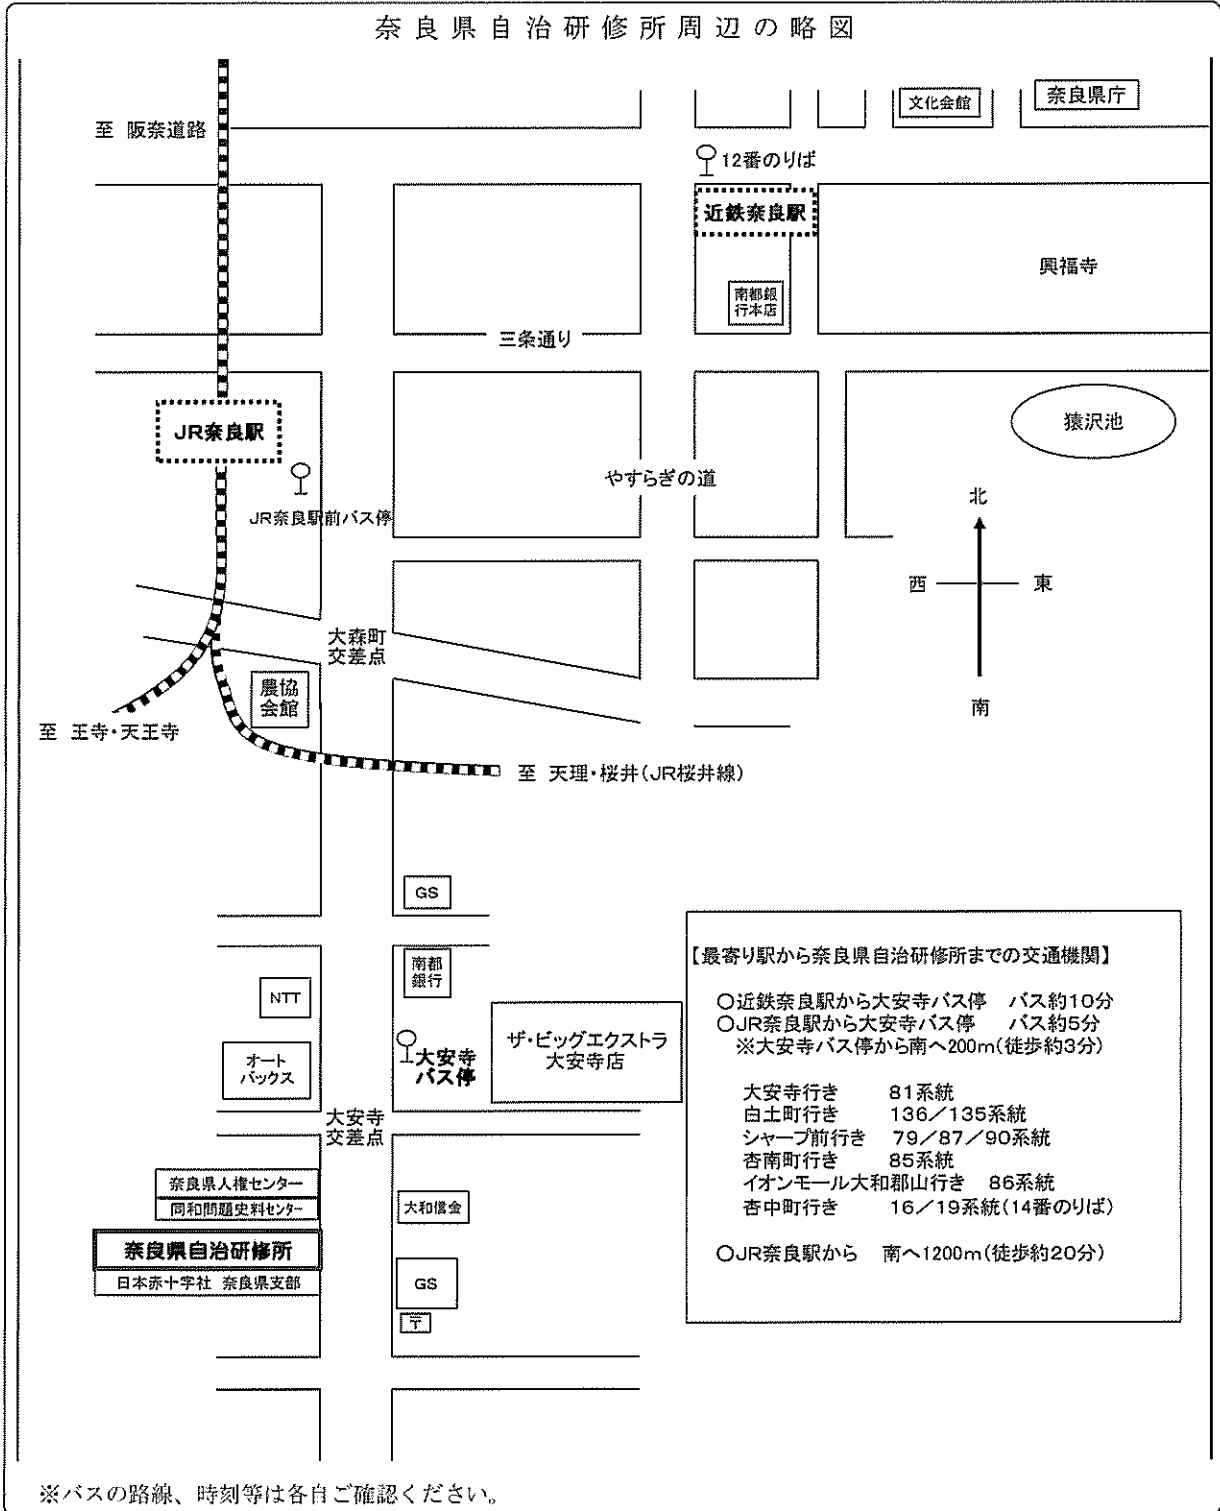 奈良県自治研修所周辺の略図
文化会館
奈良県庁
至 阪奈道路
12番のりば
近鉄奈良駅
興福寺
南都銀
行本店
三条通り
JR奈良駅
猿沢池
やすらぎの道
JR奈良駅前バス停
北
西
東
南
大森町
交差点
農協
会館
至 王寺・天王寺
至 天理・桜井(JR桜井線)
GS
南都
銀行
NTT
オート
バックス
大安寺
バス停
ザ・ビッグエクストラ
大安寺店
大安寺
交差点
奈良県人権センター
同和問題史料センター
奈良県自治研修所
日本赤十字社 奈良県支部
大和信金
GS
〒
【最寄り駅から奈良県自治研修所までの交通機関】
○近鉄奈良駅から大安寺バス停 バス約10分
○JR奈良駅から大安寺バス停 バス約5分
※大安寺バス停から南へ200m(徒歩約3分)
大安寺行き 81系統
白土町行き 136/135系統
シャープ前行き 79/87/90系統
杏南町行き 85系統
イオンモール大和郡山行き 86系統
杏中町行き 16/19系統(14番のりば)
○JR奈良駅から 南へ1200m(徒歩約20分)
※バスの路線、時刻等は各自ご確認ください。